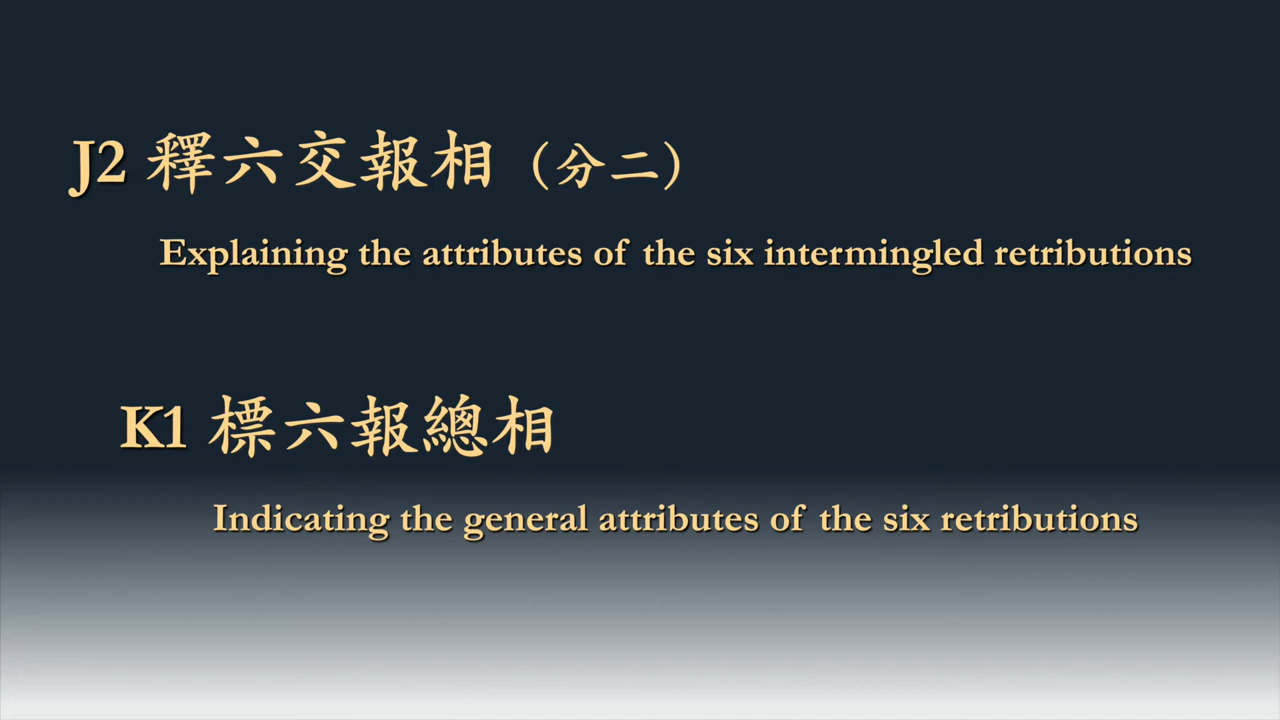 J2 釋六交報相（分二）
Explaining the attributes of the six intermingled retributions
K1 標六報總相
Indicating the general attributes of the six retributions